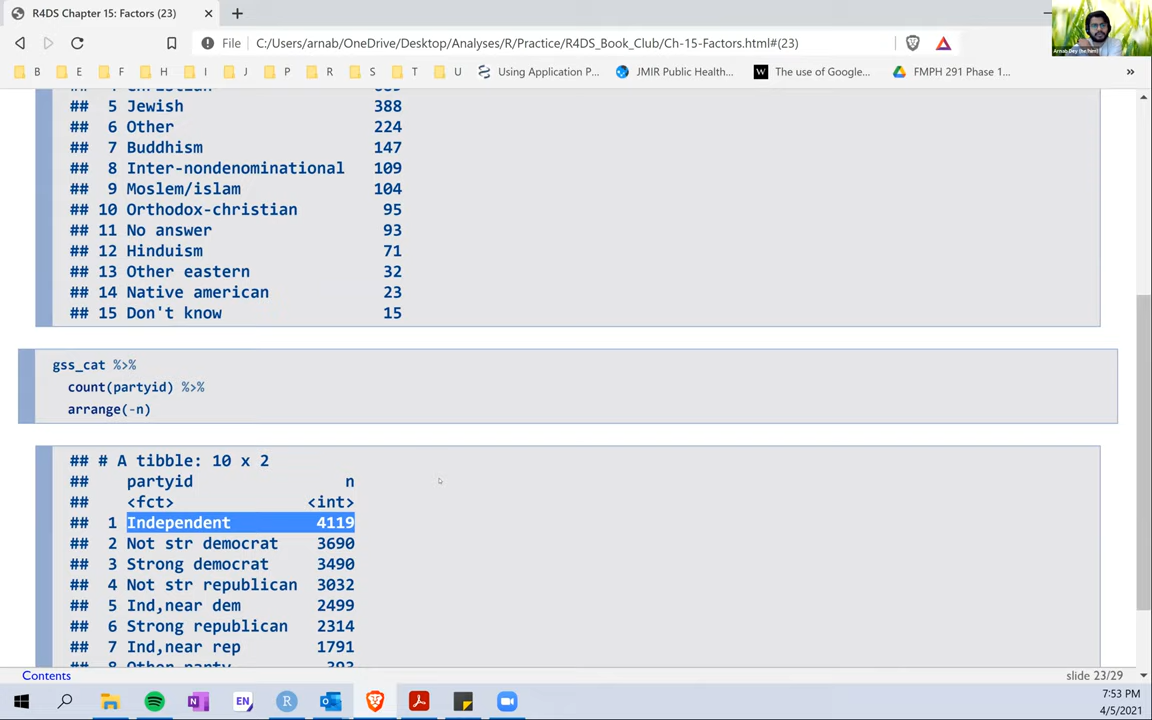 R4DS Chapter 15: Factors (23)
File C:/Users/arnab/OneDrive/Desktop/Analyses/R/Practice/R4DS_Book_Club/Ch-15-Factors.html#(23)
B E F H I J P R S T U Using Application P... JMIR Public Health... The use of Google... FMPH 291 Phase 1... »
## 5 Jewish 388
## 6 Other 224
## 7 Buddhism 147
## 8 Inter-nondenominational 109
## 9 Moslem/islam 104
## 10 Orthodox-christian 95
## 11 No answer 93
## 12 Hinduism 71
## 13 Other eastern 32
## 14 Native american 23
## 15 Don't know 15
gss_cat %>%
count(partyid) %>%
arrange(-n)
## # A tibble: 10 x 2
## partyid n
## <fct> <int>
## 1 Independent 4119
## 2 Not str democrat 3690
## 3 Strong democrat 3490
## 4 Not str republican 3032
## 5 Ind,near dem 2499
## 6 Strong republican 2314
## 7 Ind,near rep 1791
## 8 Other party 393
Contents slide 23/29
7:53 PM
4/5/2021